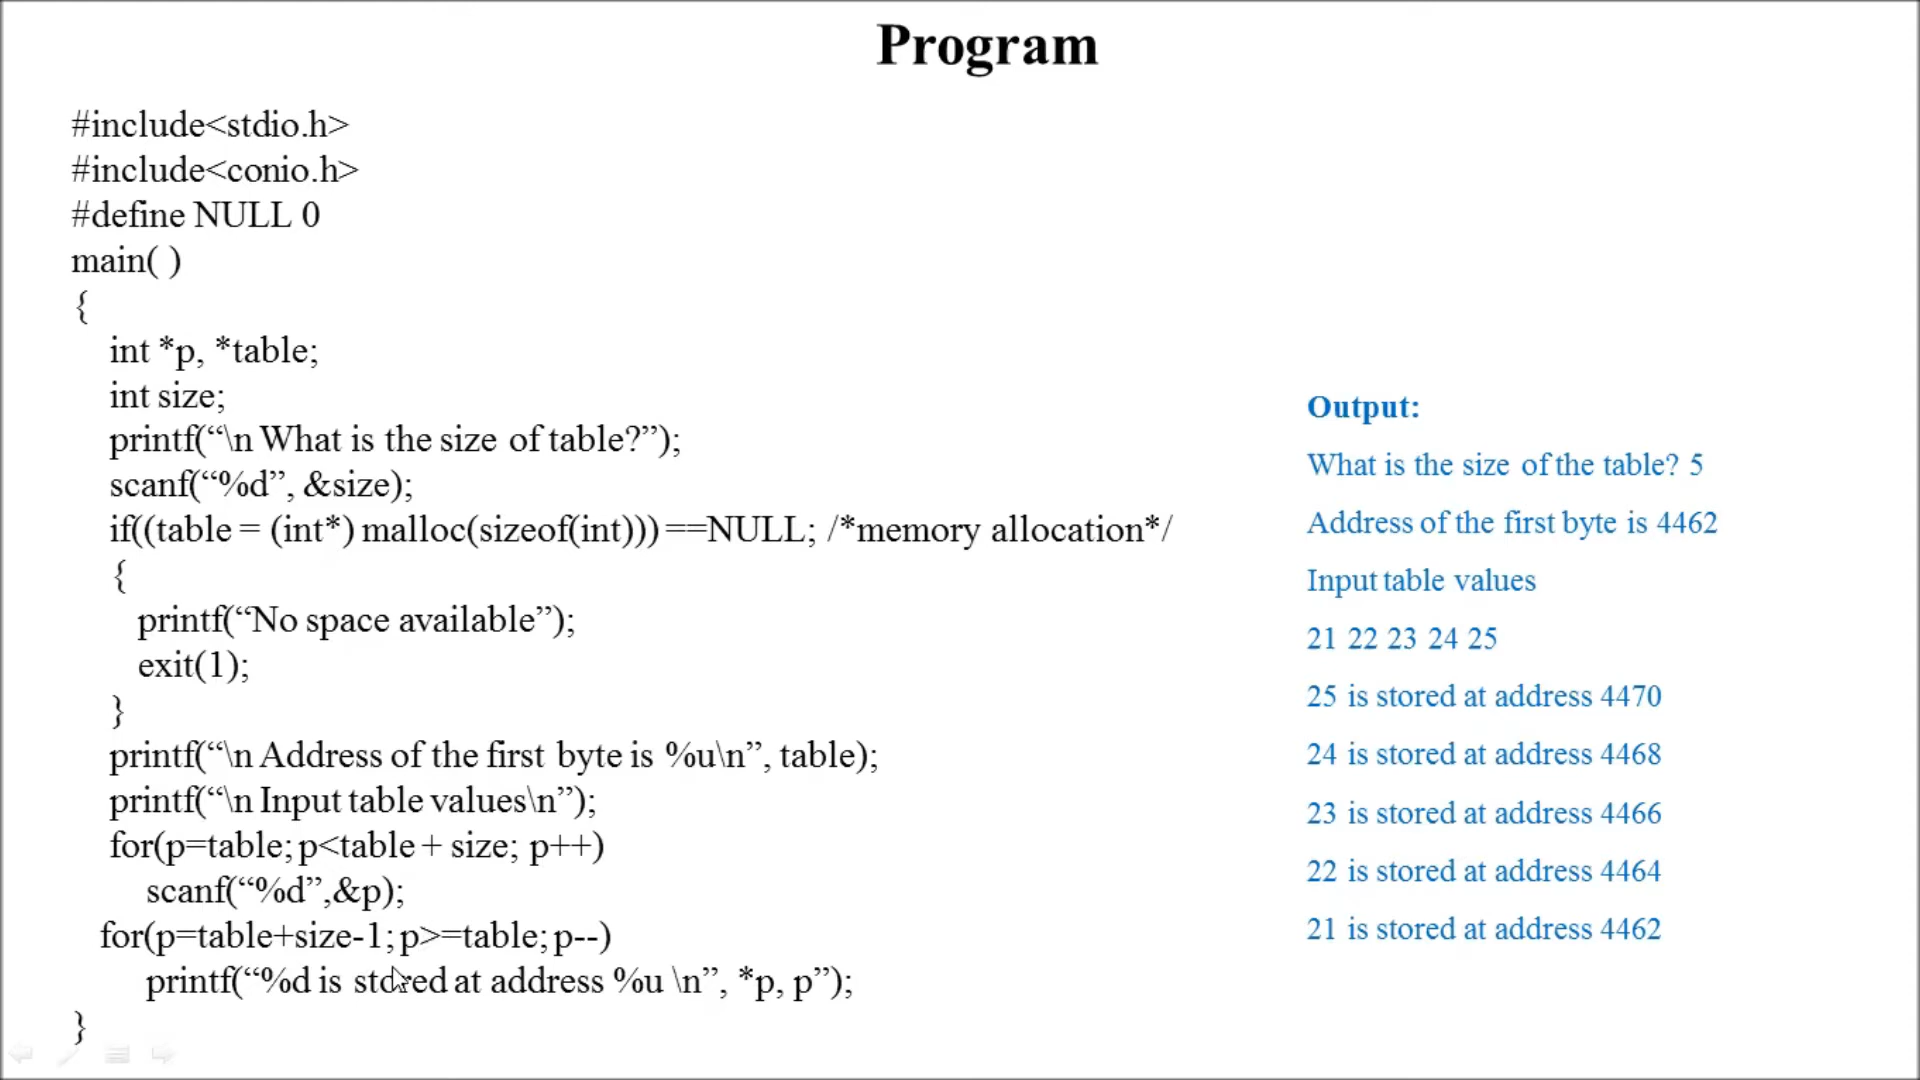 Program
#include<stdio.h>
#include<conio.h>
#define NULL 0
main( )
{
int *p, *table;
int size;
printf(“\n What is the size of table?”);
scanf(“%d”, &size);
if((table = (int*) malloc(sizeof(int))) ==NULL; /*memory allocation*/
{
printf(“No space available”);
exit(1);
}
printf(“\n Address of the first byte is %u\n”, table);
printf(“\n Input table values\n”);
for(p=table; p<table + size; p++)
scanf(“%d”,&p);
for(p=table+size-1; p>=table; p--)
printf(“%d is stored at address %u \n”, *p, p”);
}
Output:
What is the size of the table? 5
Address of the first byte is 4462
Input table values
21 22 23 24 25
25 is stored at address 4470
24 is stored at address 4468
23 is stored at address 4466
22 is stored at address 4464
21 is stored at address 4462